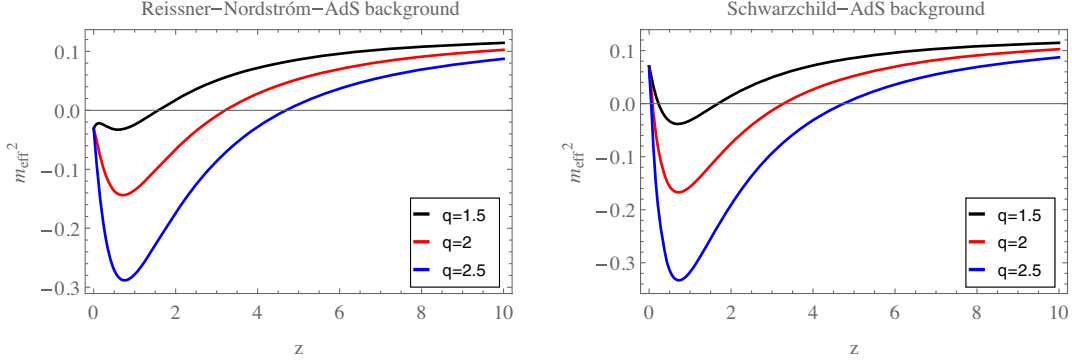 Reissner−Nordstróm−AdS background
0.1
0.0
−0.1
−0.2
−0.3
m_eff^2
q=1.5
q=2
q=2.5
0 2 4 6 8 10
z
Schwarzchild−AdS background
0.1
0.0
−0.1
−0.2
−0.3
m_eff^2
q=1.5
q=2
q=2.5
0 2 4 6 8 10
z